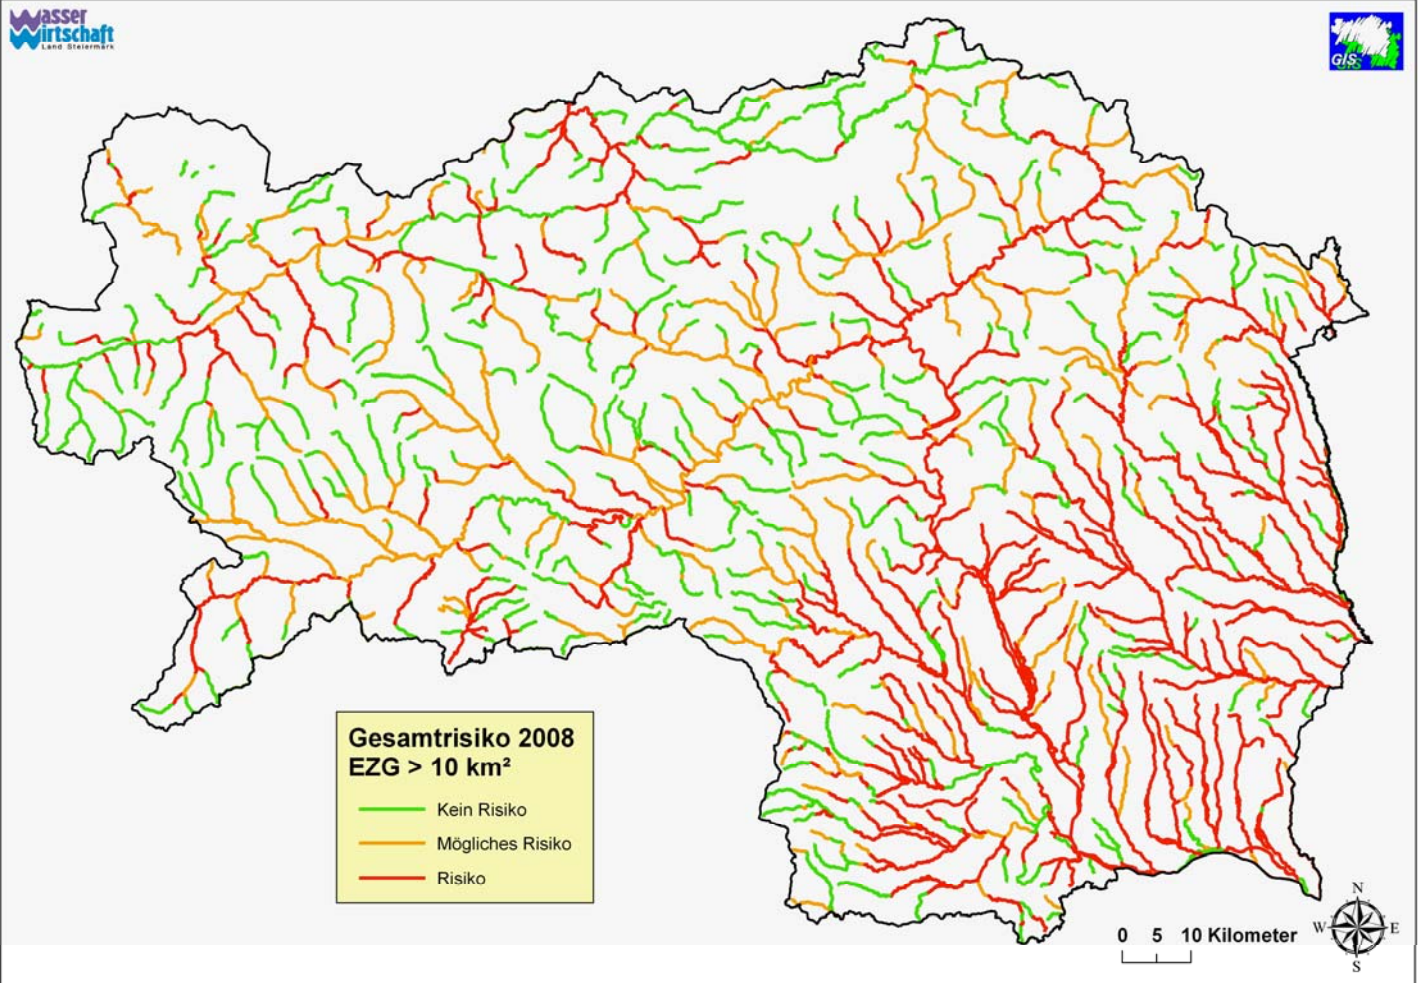 Wasser
Wirtschaft
Land Steiermark
GIS
Gesamtrisiko 2008
EZG > 10 km²
Kein Risiko
Mögliches Risiko
Risiko
0 5 10 Kilometer
N
W E
S